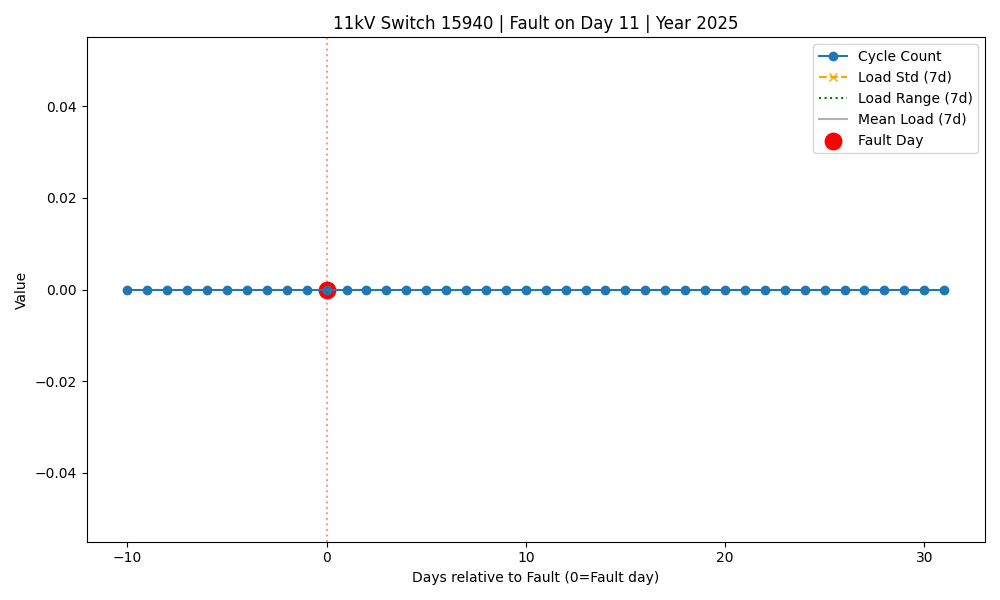 11kV Switch 15940 | Fault on Day 11 | Year 2025
Cycle Count
Load Std (7d)
Load Range (7d)
Mean Load (7d)
Fault Day
Value
0.04
0.02
0.00
−0.02
−0.04
−10
0
10
20
30
Days relative to Fault (0=Fault day)